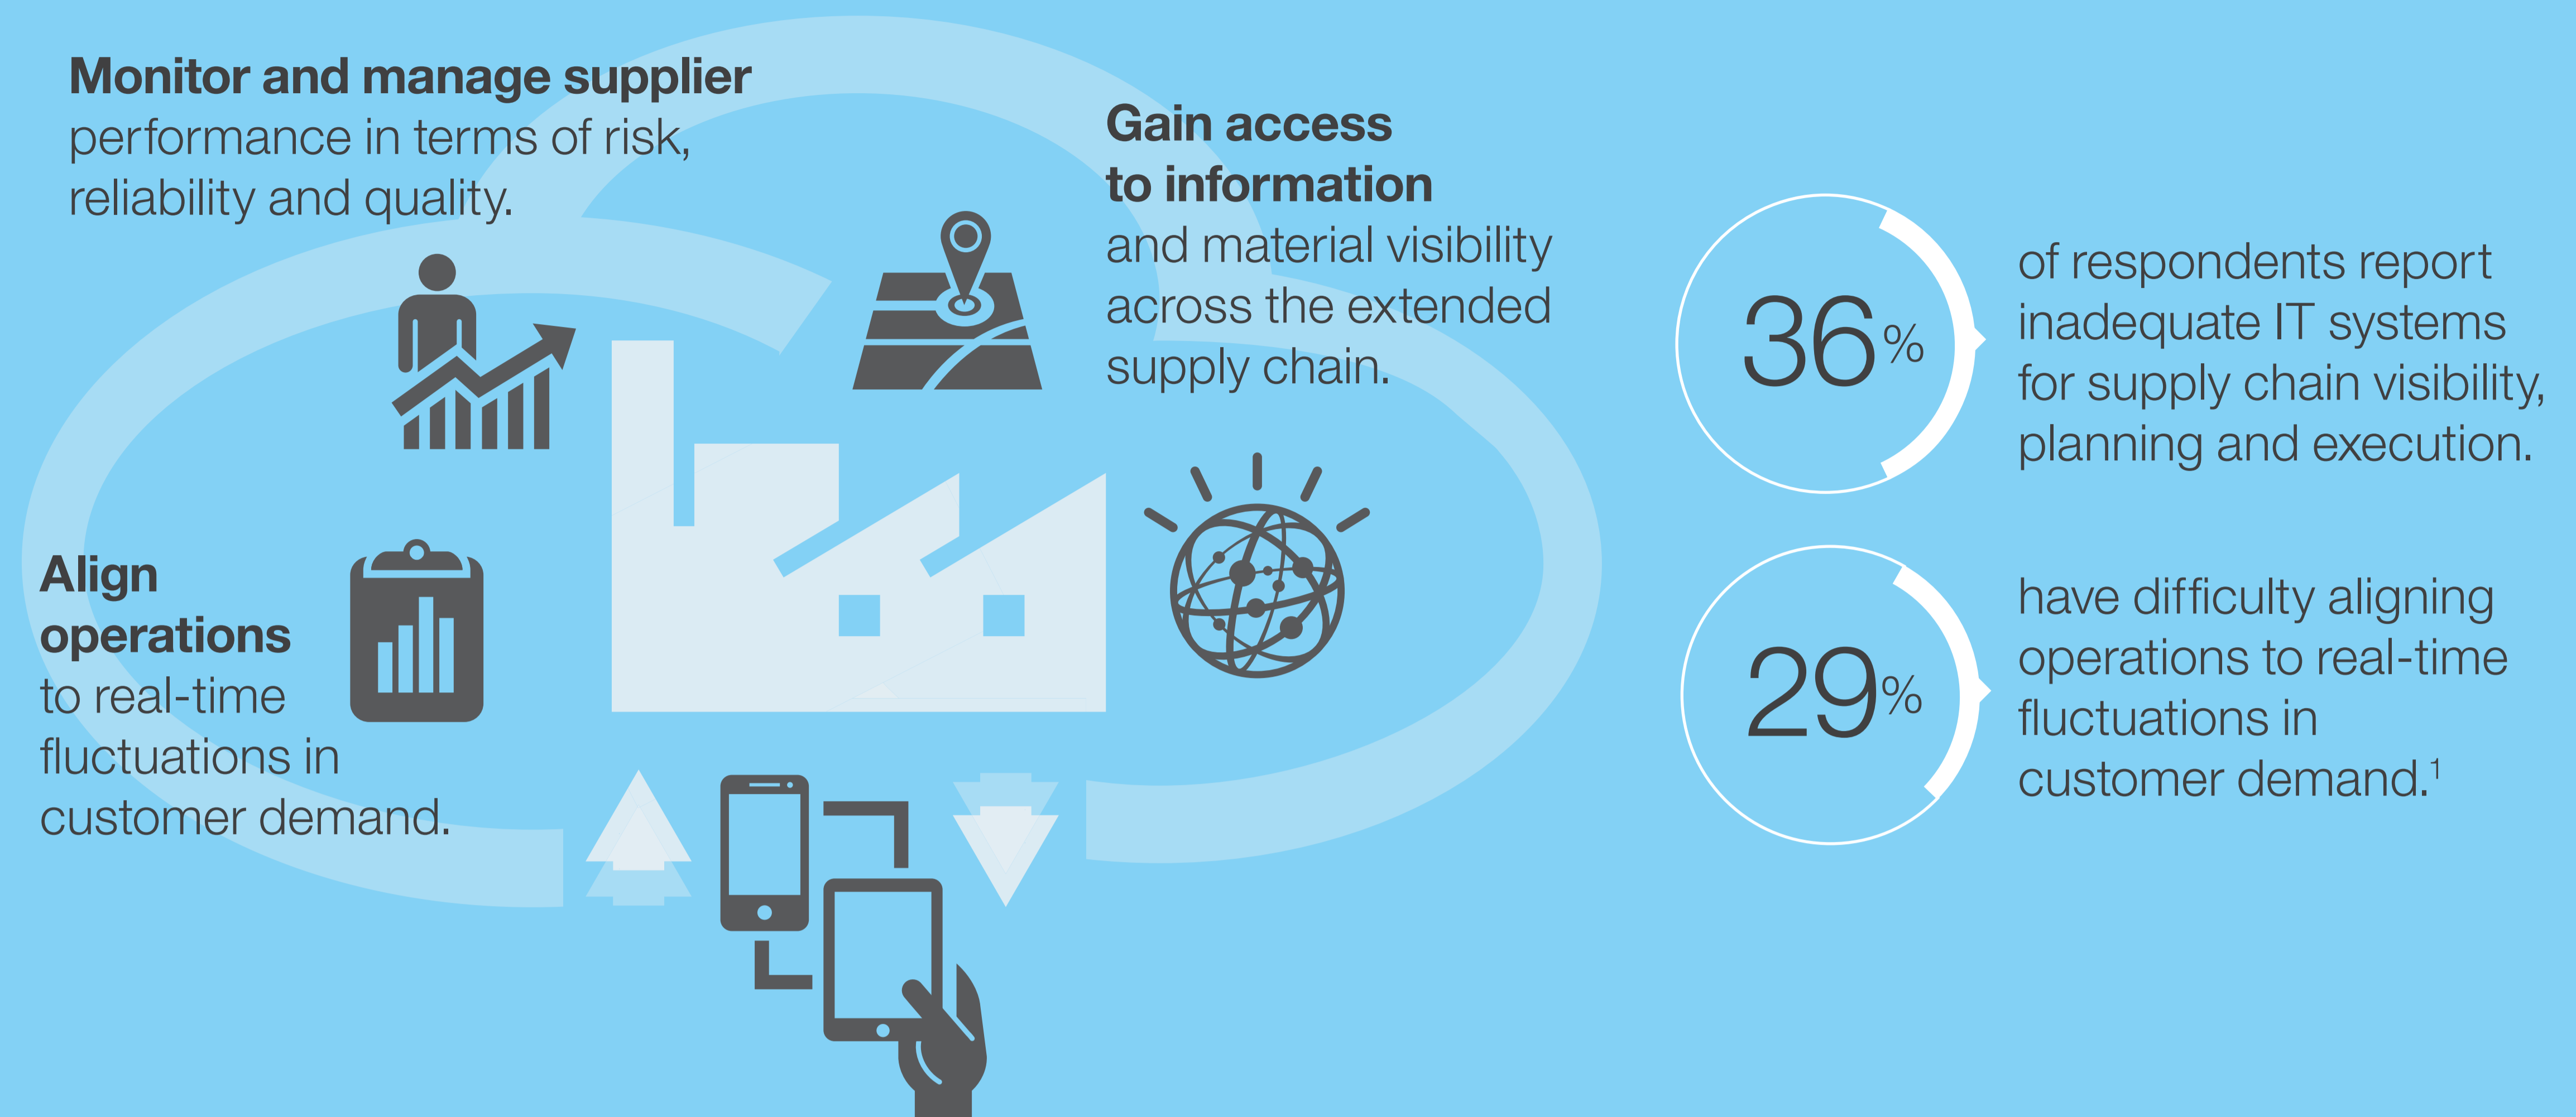 Monitor and manage supplier
performance in terms of risk,
reliability and quality.
Gain access
to information
and material visibility
across the extended
supply chain.
Align
operations
to real-time
fluctuations in
customer demand.
36%
of respondents report
inadequate IT systems
for supply chain visibility,
planning and execution.
29%
have difficulty aligning
operations to real-time
fluctuations in
customer demand.¹